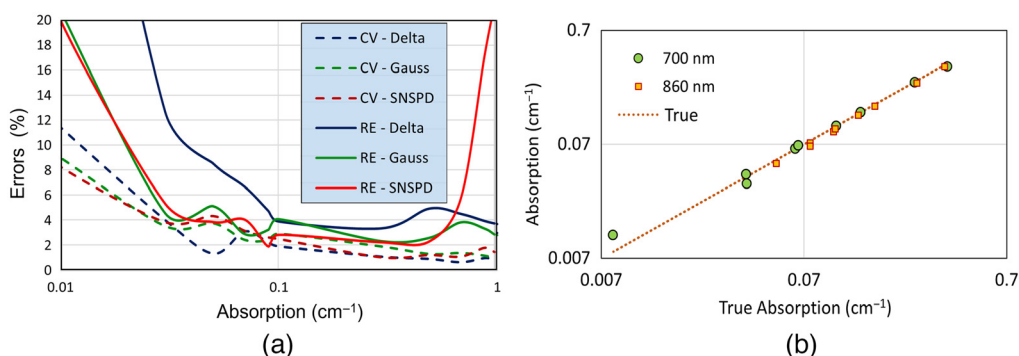 20
18
16
14
12
10
8
6
4
2
0
Errors (%)
CV - Delta
CV - Gauss
CV - SNSPD
RE - Delta
RE - Gauss
RE - SNSPD
0.01
0.1
1
Absorption (cm⁻¹)
(a)
0.7
0.07
0.007
Absorption (cm⁻¹)
700 nm
860 nm
True
0.007
0.07
0.7
True Absorption (cm⁻¹)
(b)